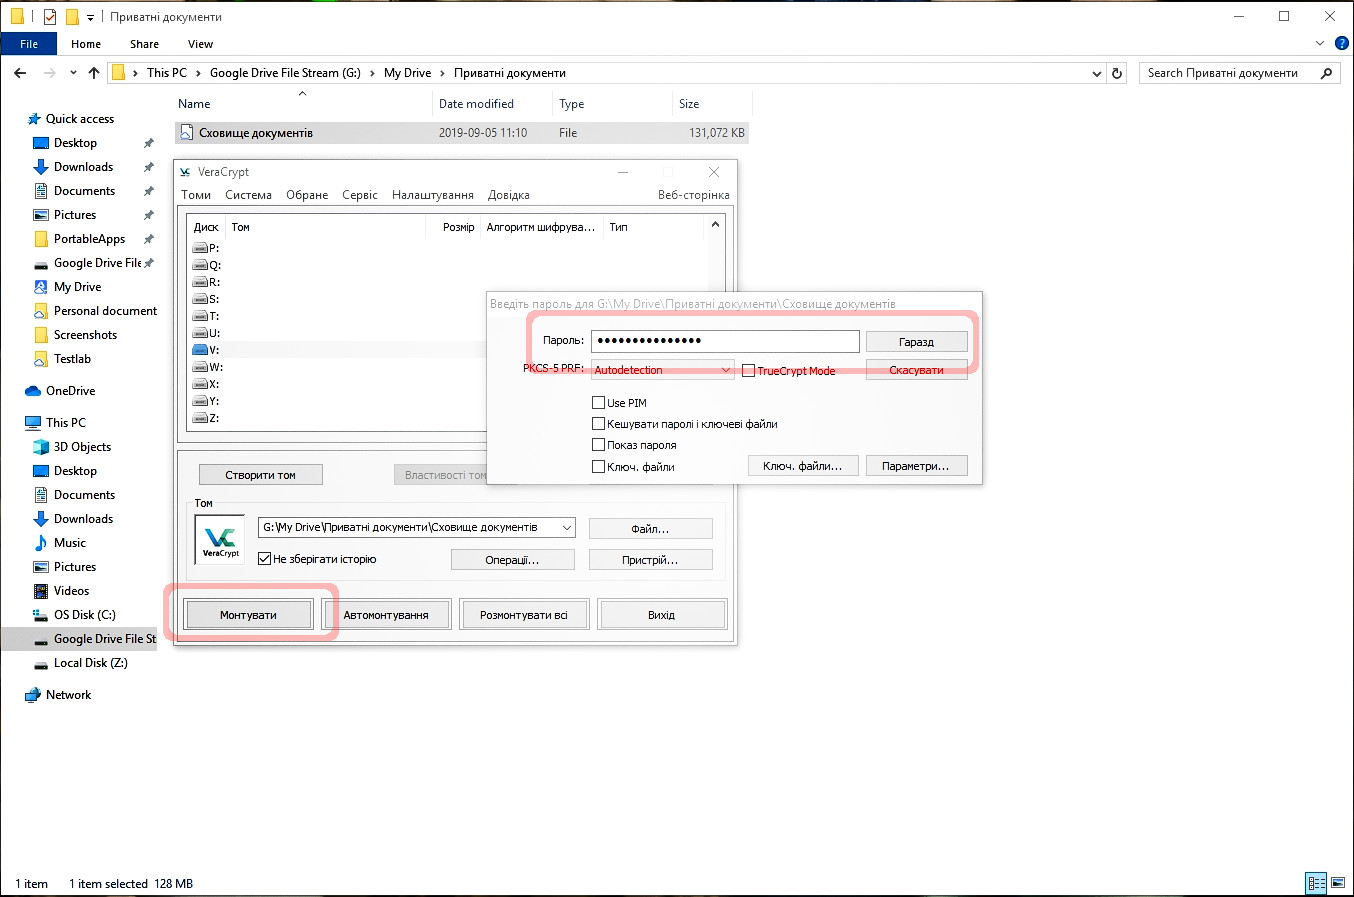 Приватні документи
File Home Share View
This PC Google Drive File Stream (G:) My Drive Приватні документи
Search Приватні документи
Name Date modified Type Size
Сховище документів 2019-09-05 11:10 File 131,072 KB
Quick access
Desktop
Downloads
Documents
Pictures
PortableApps
Google Drive File
My Drive
Personal document
Screenshots
Testlab
OneDrive
This PC
3D Objects
Desktop
Documents
Downloads
Music
Pictures
Videos
OS Disk (C:)
Google Drive File St
Local Disk (Z:)
Network
VeraCrypt
Томи Система Обране Сервіс Налаштування Довідка Веб-сторінка
Диск Том Розмір Алгоритм шифрува... Тип
P:
Q:
R:
S:
T:
U:
V:
W:
X:
Y:
Z:
Створити том Властивості том
Том
VeraCrypt
G:\My Drive\Приватні документи\Сховище документів Файл...
Не зберігати історію Операції... Пристрій...
Монтувати Автомонтування Розмонтувати всі Вихід
Введіть пароль для G:\My Drive\Приватні документи\Сховище документів
Пароль: ••••••••••••••• Гаразд
PKCS-5 PRF: Autodetection TrueCrypt Mode Скасувати
Use PIM
Кешувати паролі і ключеві файли
Показ пароля
Ключ. файли Ключ. файли... Параметри...
1 item 1 item selected 128 MB